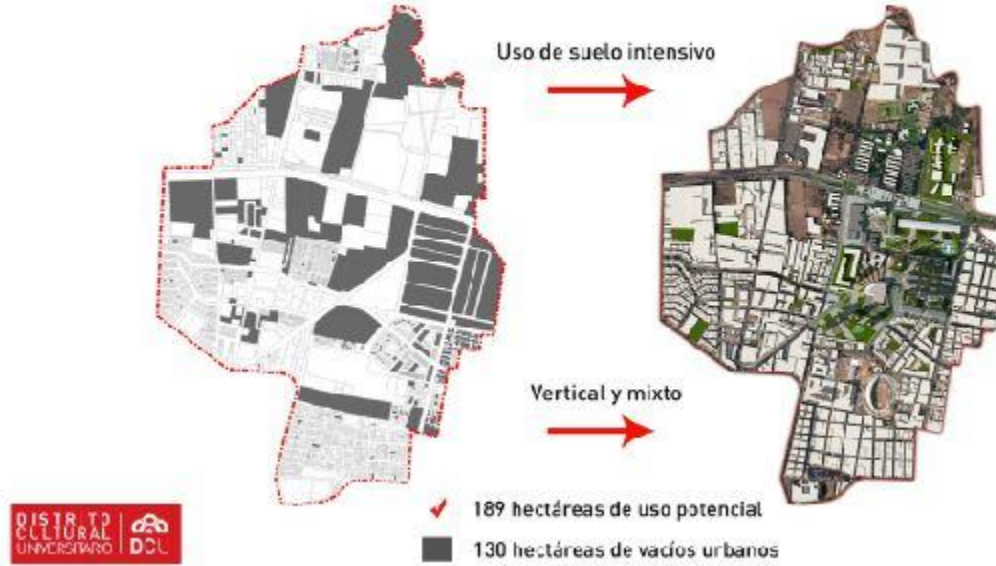 Uso de suelo intensivo
Vertical y mixto
189 hectáreas de uso potencial
130 hectáreas de vacíos urbanos
DISTRITO
CULTURAL
UNIVERSITARIO
DCU